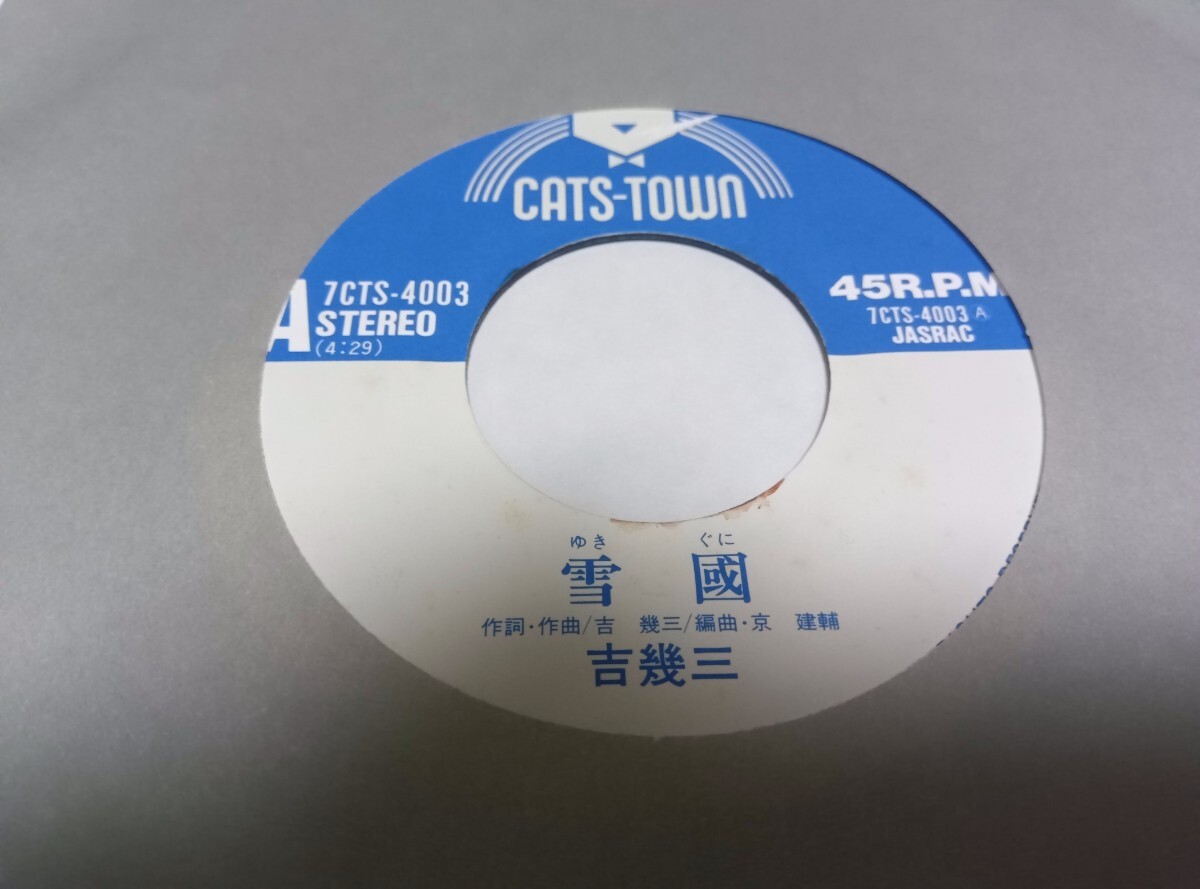 CATS-TOWN
A
7CTS-4003
STEREO
(4:29)
45R.P.M
7CTS-4003 A
JASRAC
ゆき ぐに
雪 國
作詞・作曲/吉 幾三/編曲・京 建輔
吉幾三